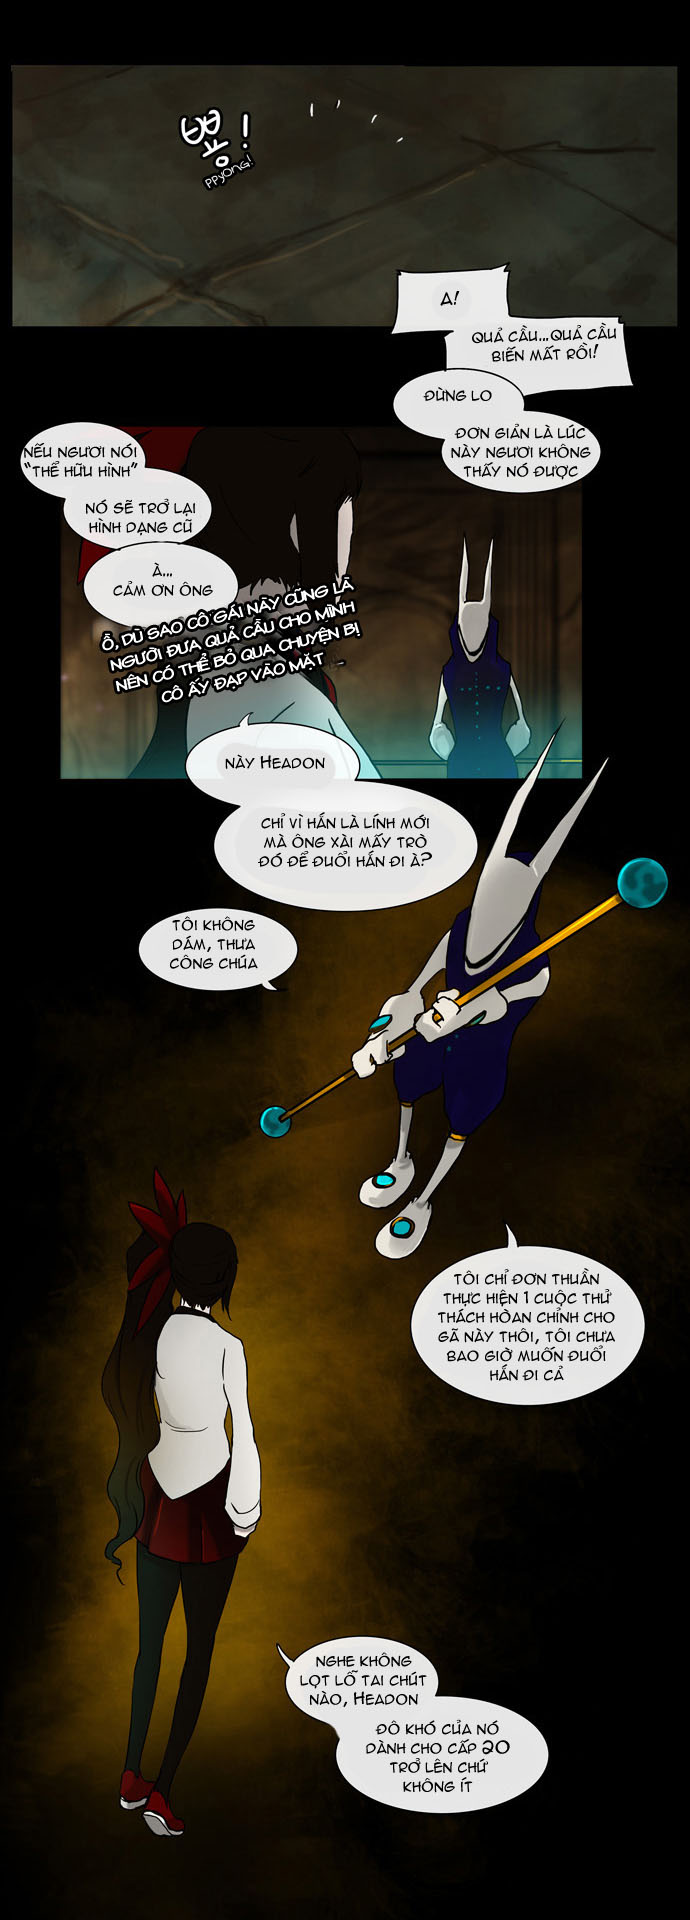 뿅!
PPYONG!
A!
QUẢ CẦU...QUẢ CẦU
BIẾN MẤT RỒI!
ĐỪNG LO
ĐƠN GIẢN LÀ LÚC
NÀY NGƯƠI KHÔNG
THẤY NÓ ĐƯỢC
NẾU NGƯƠI NÓI
"THỂ HỮU HÌNH"
NÓ SẼ TRỞ LẠI
HÌNH DẠNG CŨ
À...
CẢM ƠN ÔNG
Ồ, DÙ SAO CÔ GÁI NÀY CŨNG LÀ
NGƯỜI ĐƯA QUẢ CẦU CHO MÌNH
NÊN CÓ THỂ BỎ QUA CHUYỆN BỊ
CÔ ẤY ĐẠP VÀO MẶT
NÀY HEADON
CHỈ VÌ HẮN LÀ LÍNH MỚI
MÀ ÔNG XÀI MẤY TRÒ
ĐÓ ĐỂ ĐUỔI HẮN ĐI À?
TÔI KHÔNG
DÁM, THƯA
CÔNG CHÚA
TÔI CHỈ ĐƠN THUẦN
THỰC HIỆN 1 CUỘC THỬ
THÁCH HÒAN CHỈNH CHO
GÃ NÀY THÔI, TÔI CHƯA
BAO GIỜ MUỐN ĐUỔI
HẮN ĐI CẢ
NGHE KHÔNG
LỌT LỖ TAI CHÚT
NÀO, HEADON
ĐỘ KHÓ CỦA NÓ
DÀNH CHO CẤP 20
TRỞ LÊN CHỨ
KHÔNG ÍT